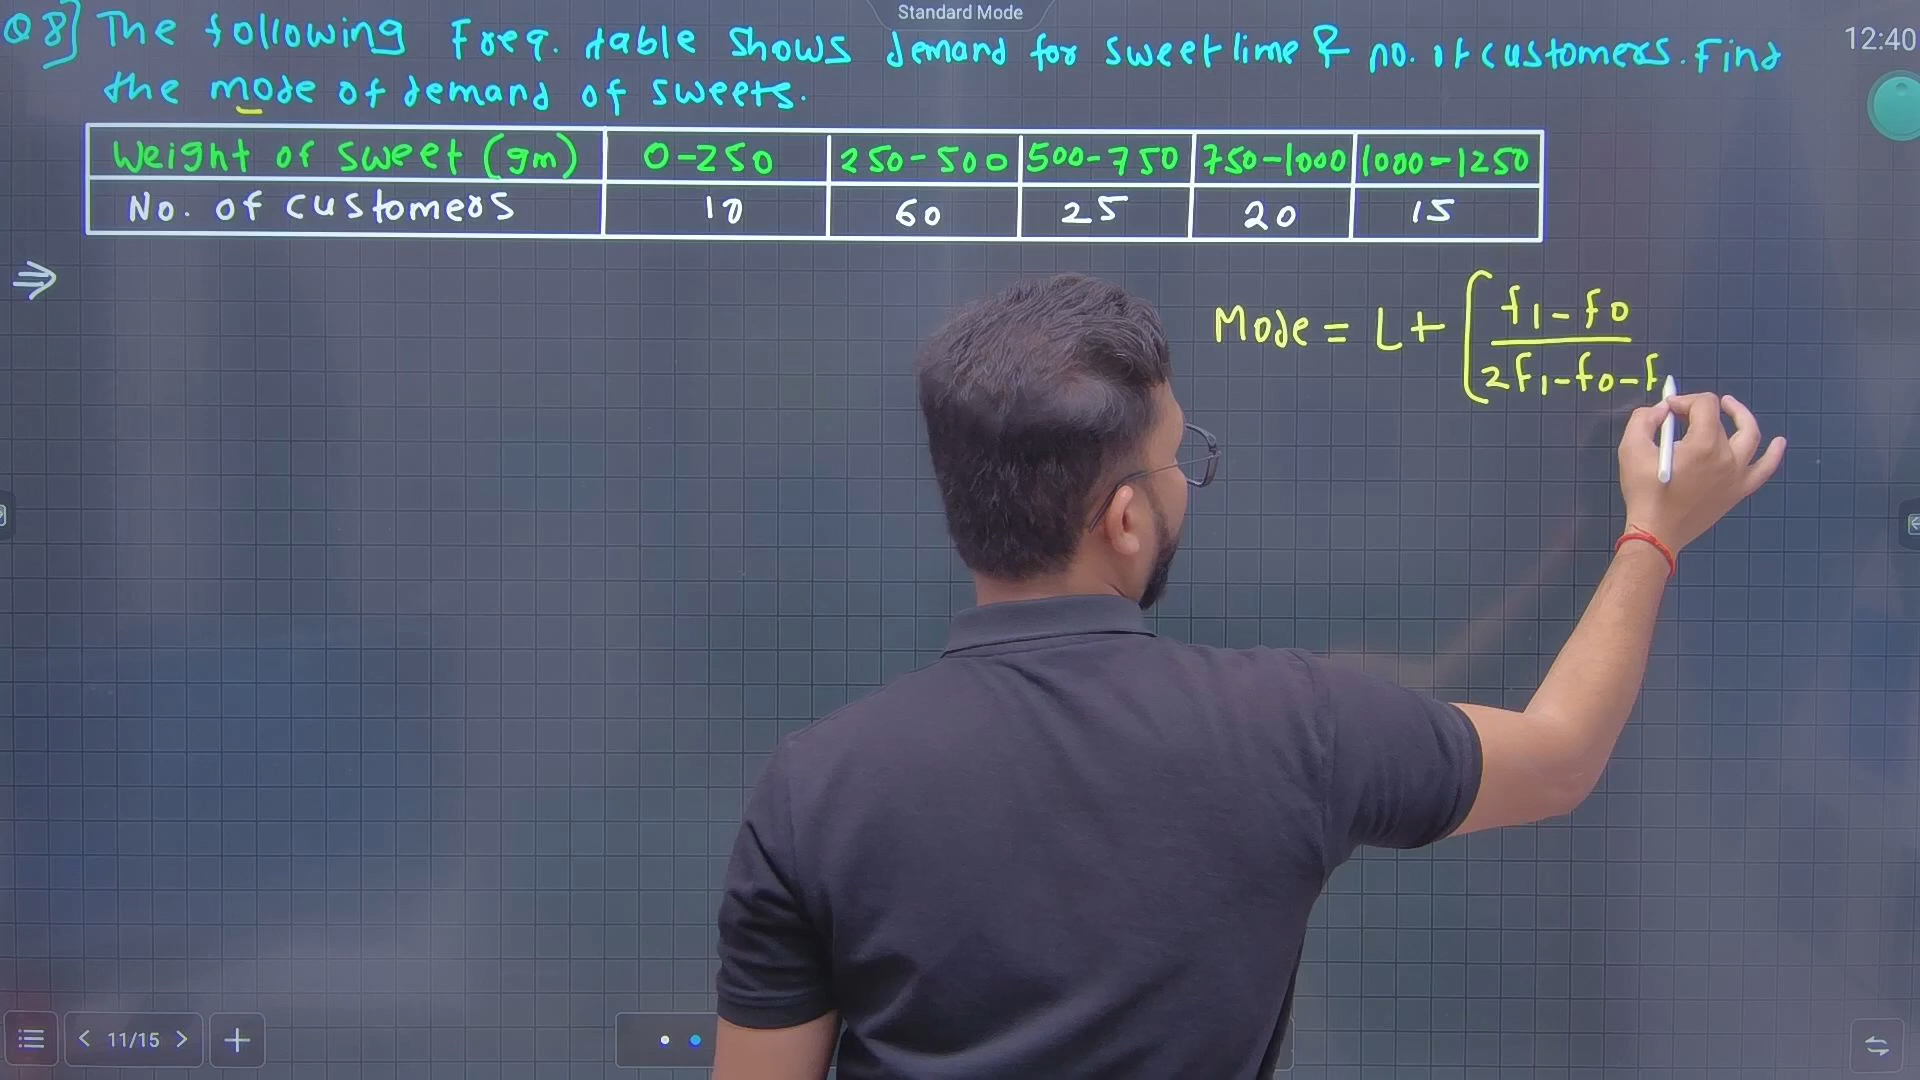 Standard Mode
12:40
Q8] The following Freq. table shows demand for sweet lime & no. of customers. Find
the mode of demand of sweets.
Weight of sweet (gm) 0-250 250-500 500-750 750-1000 1000-1250
No. of customers 10 60 25 20 15
⇒
Mode = L + [ f1 - f0
2f1 - f0 - f
11/15